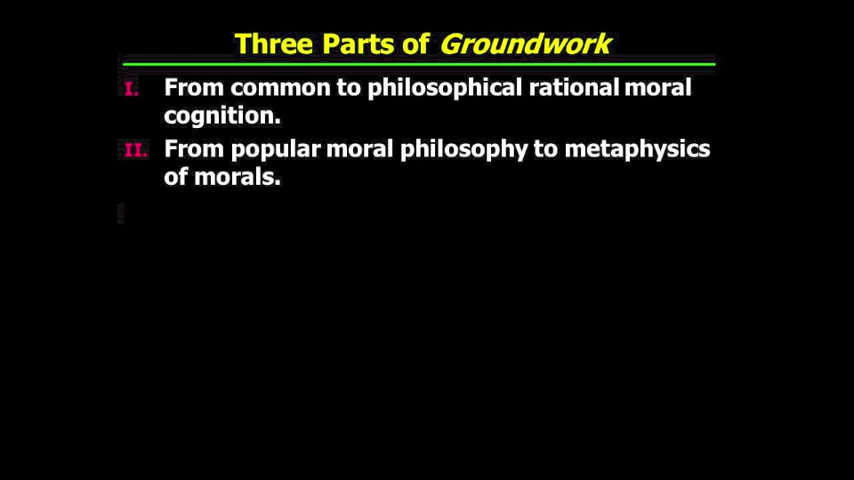 Three Parts of Groundwork
I. From common to philosophical rational moral
cognition.
II. From popular moral philosophy to metaphysics
of morals.